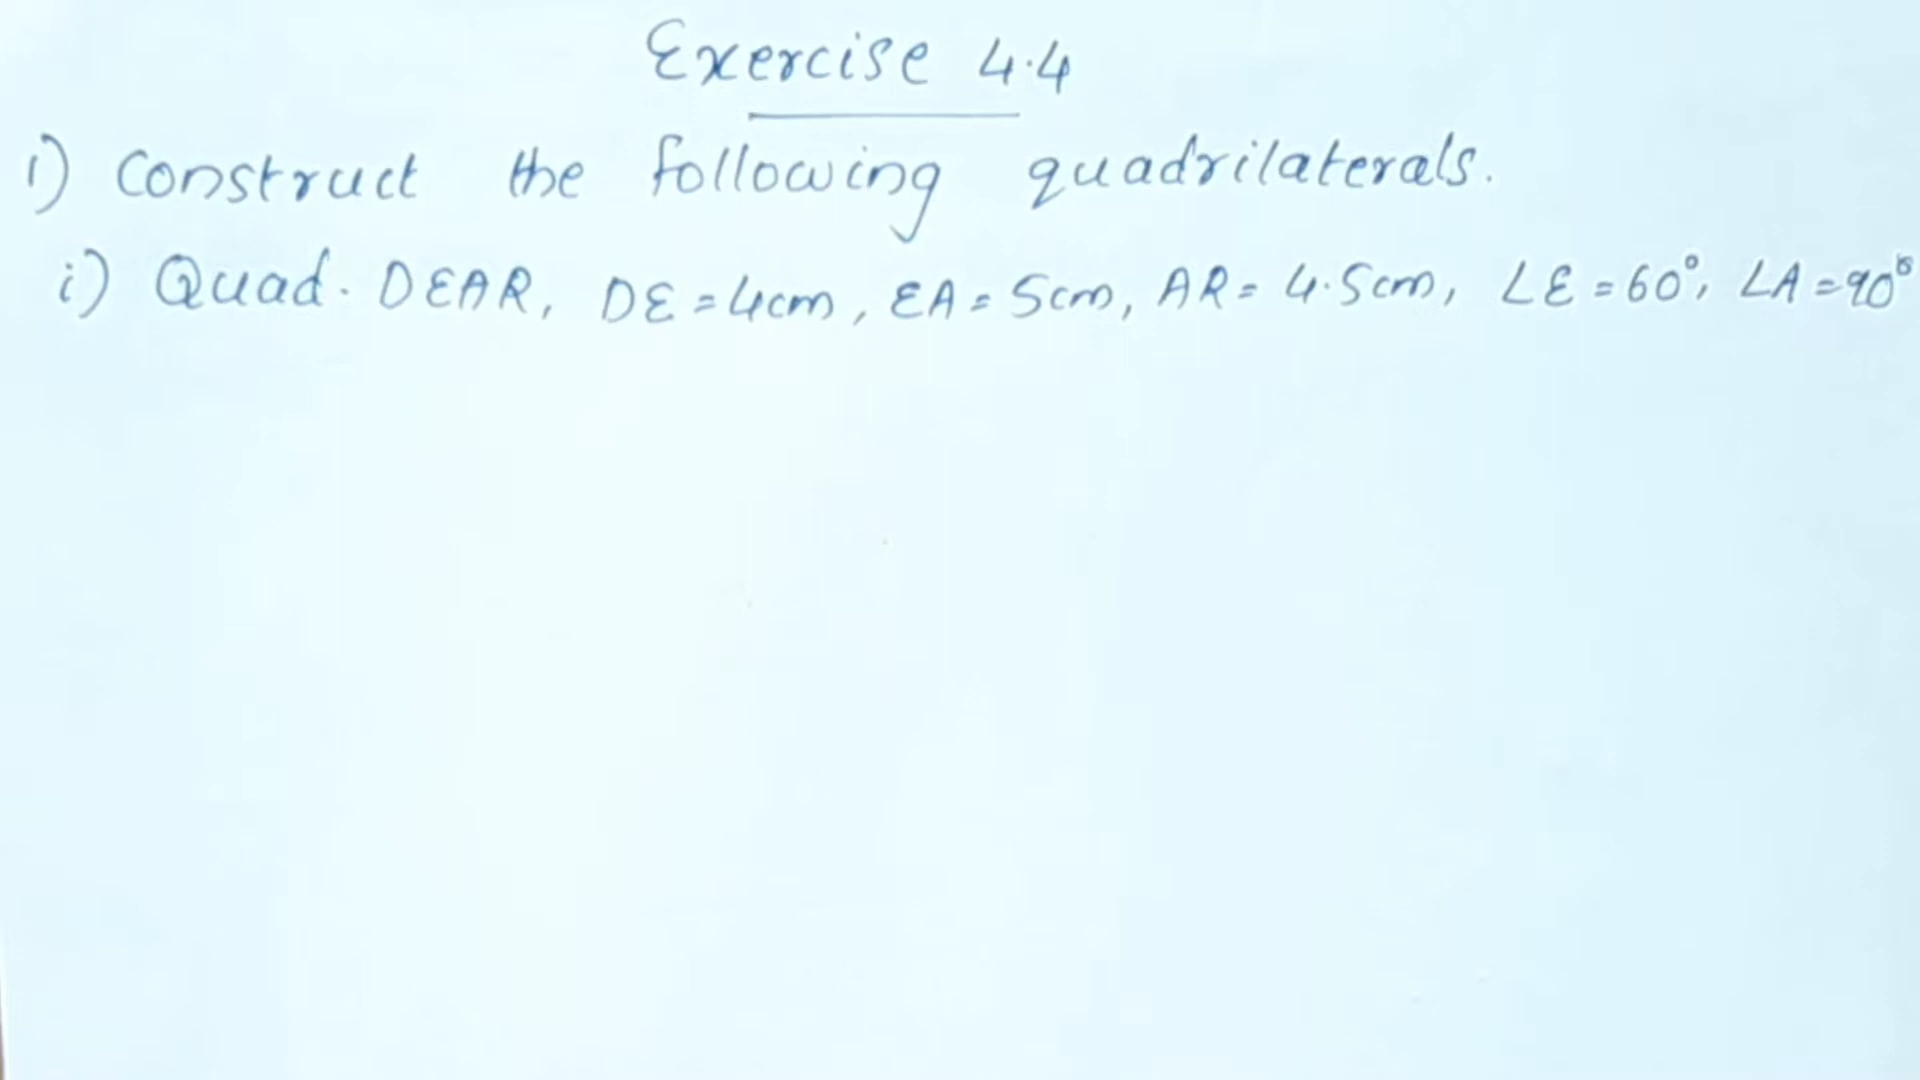 Exercise 4.4
1) Construct the following quadrilaterals.
i) Quad. DEAR, DE = 4cm, EA = 5cm, AR = 4.5cm, ∠E = 60°, ∠A = 90°